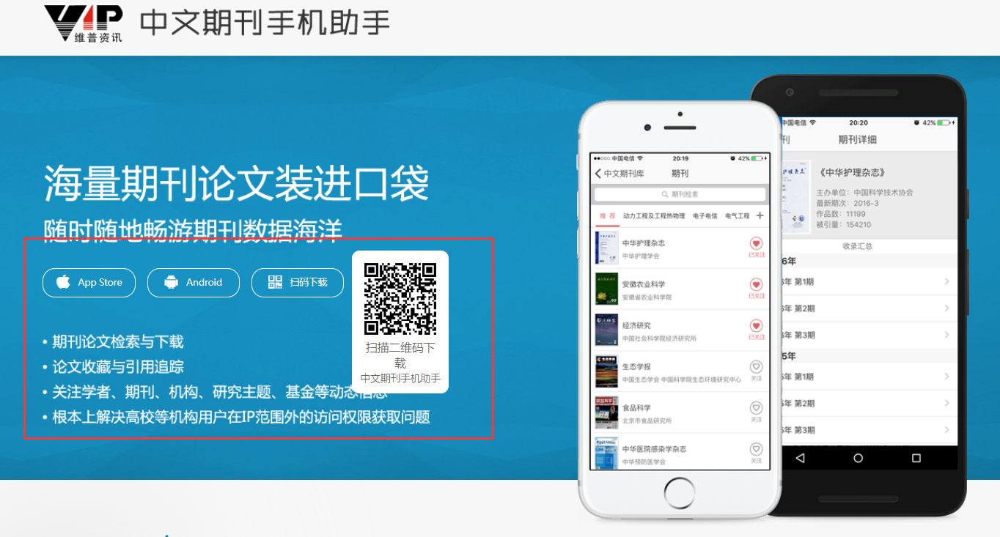 VIP
维普资讯
中文期刊手机助手
海量期刊论文装进口袋
随时随地畅游期刊数据海洋
App Store
Android
扫码下载
扫描二维码下
载
中文期刊手机助手
• 期刊论文检索与下载
• 论文收藏与引用追踪
• 关注学者、期刊、机构、研究主题、基金等动态信息
• 根本上解决高校等机构用户在IP范围外的访问权限获取问题
中国电信 20:19 42%
中文期刊库 期刊
期刊检索
推 荐 动力工程及工程热物理 电子电信 电气工程 +
中华护理杂志
中华护理学会
已关注
安徽农业科学
安徽省农业科学院
已关注
经济研究
中国社会科学院经济研究所
已关注
生态学报
中国生态学会 中国科学院生态环境研究中心
关注
食品科学
北京市食品研究所
关注
中华医院感染学杂志
中华预防医学会
关注
中国电信 20:20 42%
刊 期刊详细
《中华护理杂志》
主办单位：中国科学技术协会
最新期次：2016-3
作品数：11199
被引量：154210
收录汇总
6年
6年 第1期
6年 第2期
6年 第3期
5年
5年 第1期
5年 第2期
5年 第3期